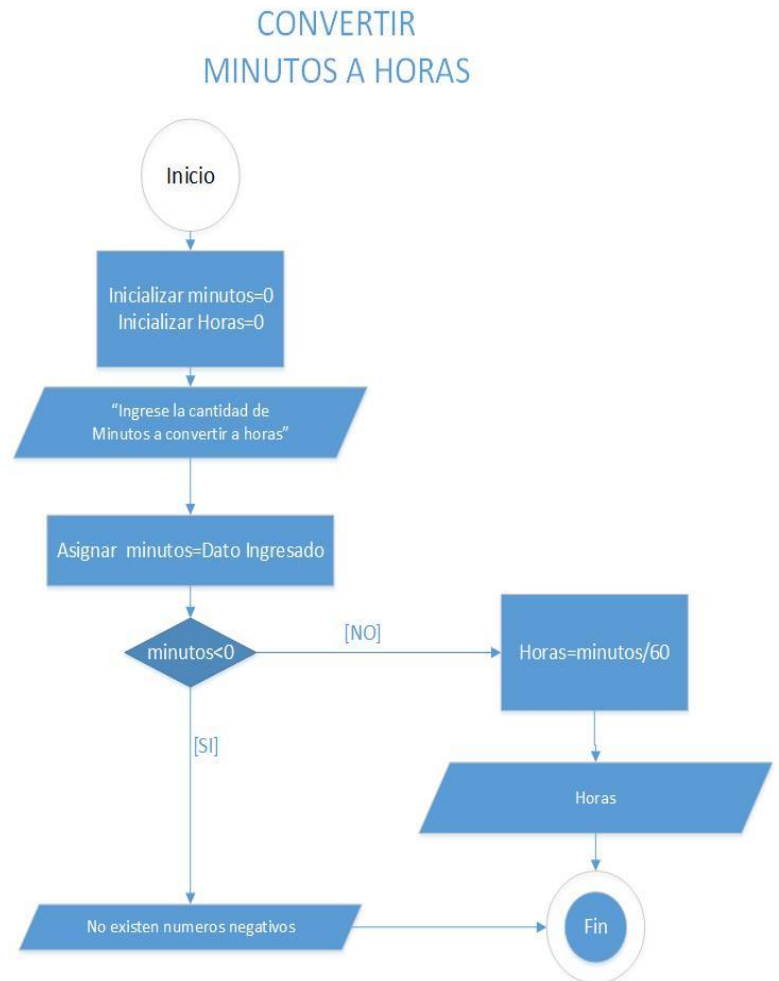 CONVERTIR
MINUTOS A HORAS
Inicio
Inicializar minutos=0
Inicializar Horas=0
“Ingrese la cantidad de
Minutos a convertir a horas”
Asignar minutos=Dato Ingresado
minutos<0
[NO]
Horas=minutos/60
[SI]
Horas
No existen numeros negativos
Fin